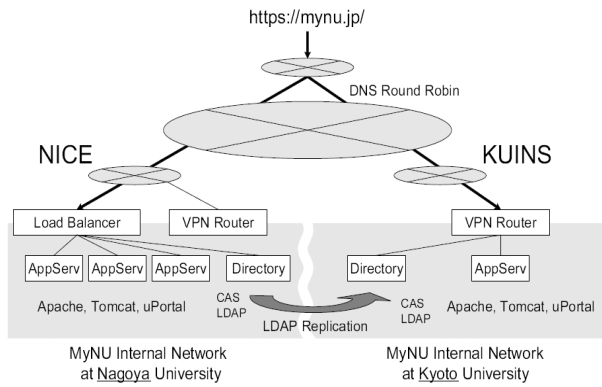 https://mynu.jp/
DNS Round Robin
NICE
KUINS
Load Balancer
VPN Router
VPN Router
AppServ
AppServ
AppServ
Directory
Directory
AppServ
Apache, Tomcat, uPortal
CAS
LDAP
CAS
LDAP
Apache, Tomcat, uPortal
LDAP Replication
MyNU Internal Network
at Nagoya University
MyNU Internal Network
at Kyoto University